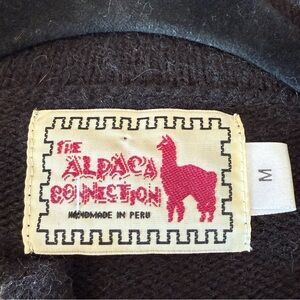 THE
ALPACA
CONNECTION
HANDMADE IN PERU
M